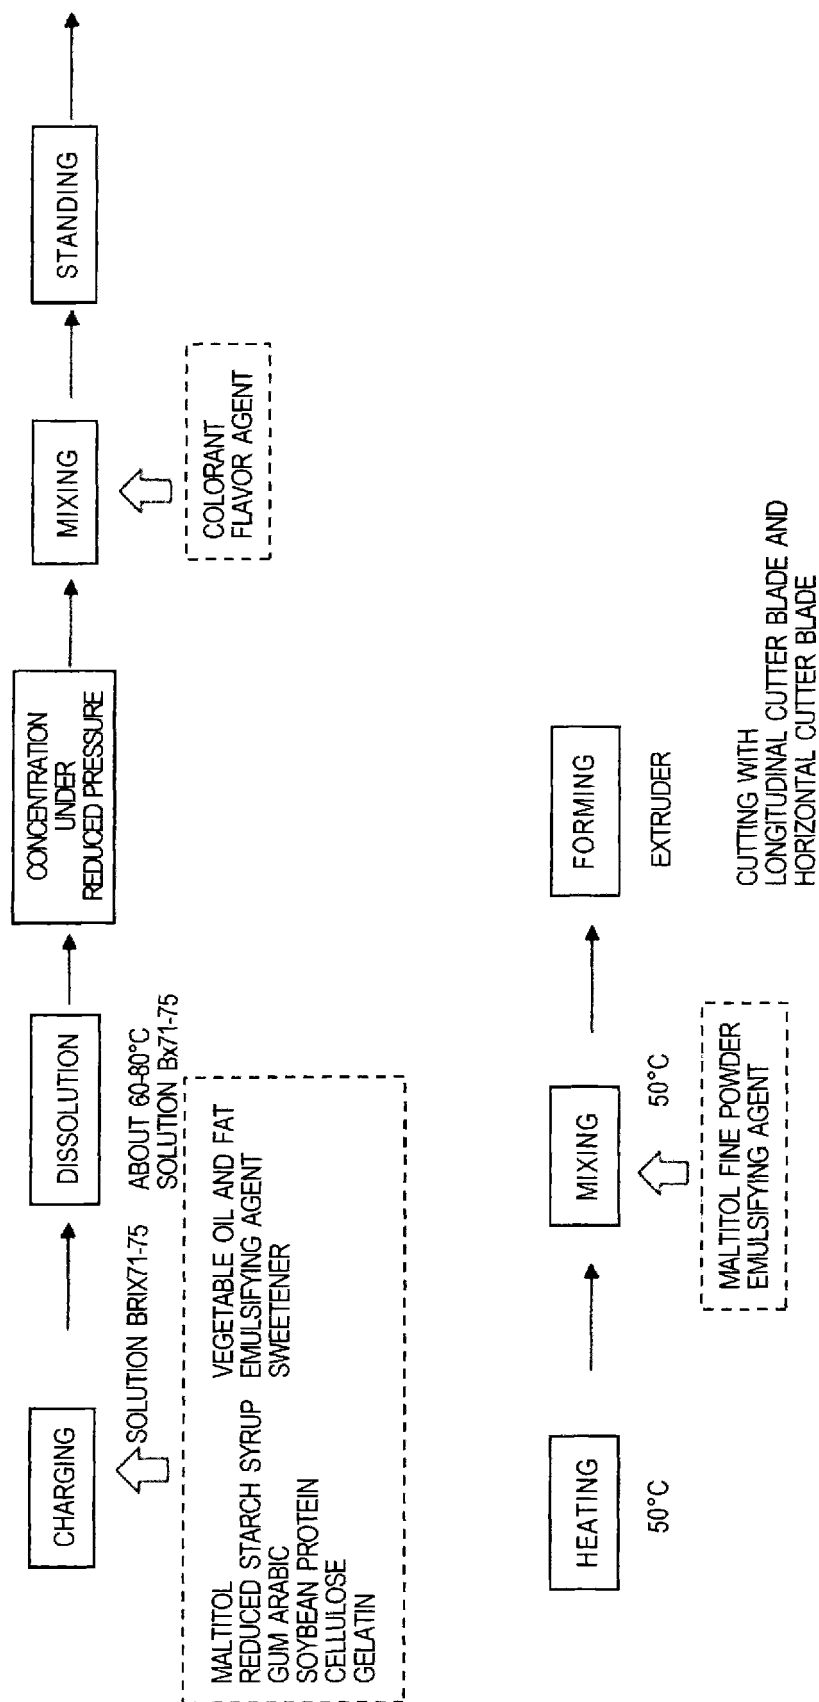 CHARGING
SOLUTION BRIX71-75
MALTITOL
REDUCED STARCH SYRUP
GUM ARABIC
SOYBEAN PROTEIN
CELLULOSE
GELATIN
VEGETABLE OIL AND FAT
EMULSIFYING AGENT
SWEETENER
DISSOLUTION
ABOUT 60-80°C
SOLUTION Bx71-75
CONCENTRATION
UNDER
REDUCED PRESSURE
MIXING
COLORANT
FLAVOR AGENT
STANDING
HEATING
50°C
MIXING
50°C
MALTITOL FINE POWDER
EMULSIFYING AGENT
FORMING
EXTRUDER
CUTTING WITH
LONGITUDINAL CUTTER BLADE AND
HORIZONTAL CUTTER BLADE